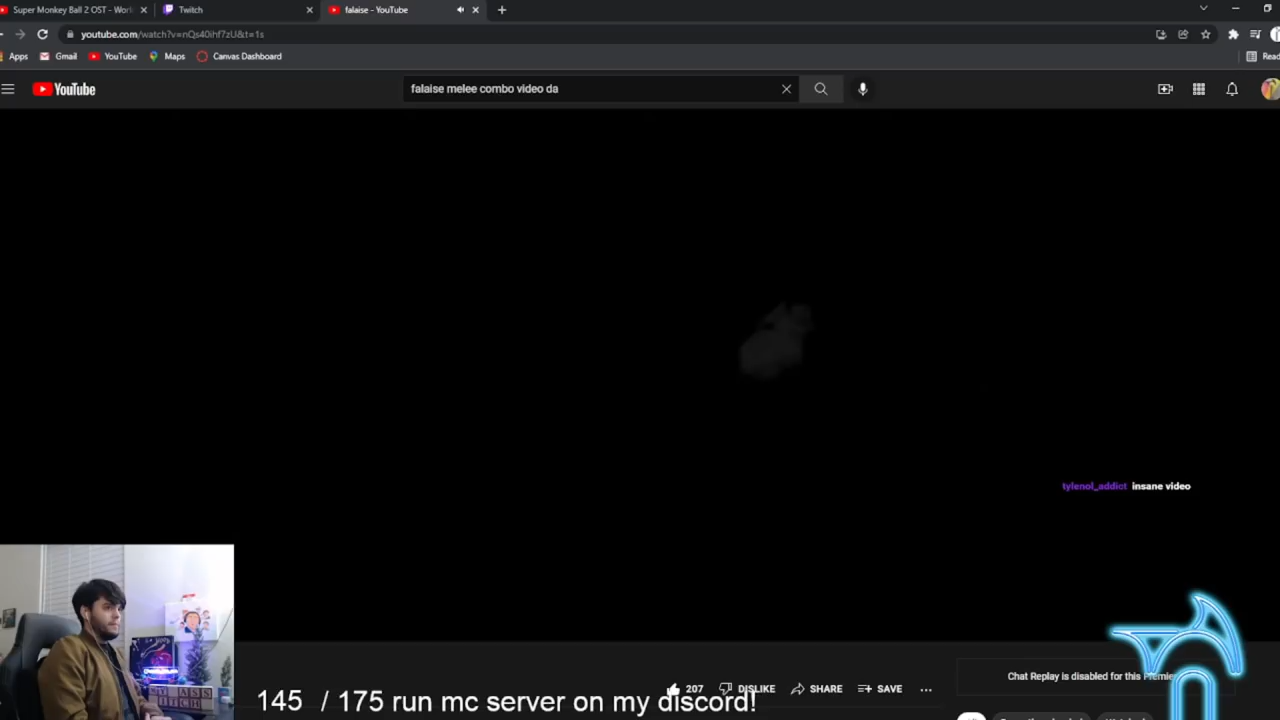 Super Monkey Ball 2 OST - Worl
Twitch
falaise - YouTube
youtube.com/watch?v=nQs40ihf7zU&t=1s
Apps
Gmail
YouTube
Maps
Canvas Dashboard
Read
YouTube
falaise melee combo video da
tylenol_addict insane video
Chat Replay is disabled for this Premie
207
DISLIKE
SHARE
SAVE
145 / 175 run mc server on my discord!